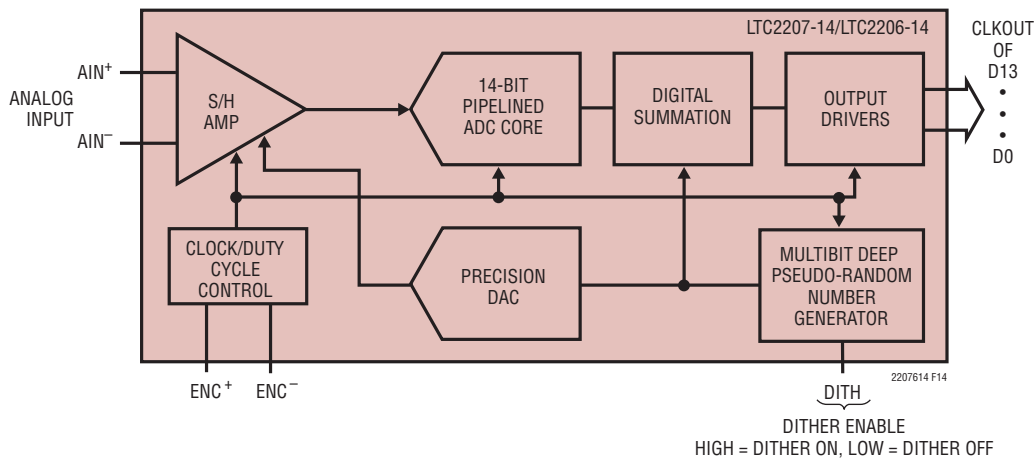 LTC2207-14/LTC2206-14
CLKOUT
OF
D13
•
•
•
D0
AIN+
ANALOG
INPUT
AIN−
S/H
AMP
14-BIT
PIPELINED
ADC CORE
DIGITAL
SUMMATION
OUTPUT
DRIVERS
CLOCK/DUTY
CYCLE
CONTROL
PRECISION
DAC
MULTIBIT DEEP
PSEUDO-RANDOM
NUMBER
GENERATOR
ENC+
ENC−
2207614 F14
DITH
DITHER ENABLE
HIGH = DITHER ON, LOW = DITHER OFF